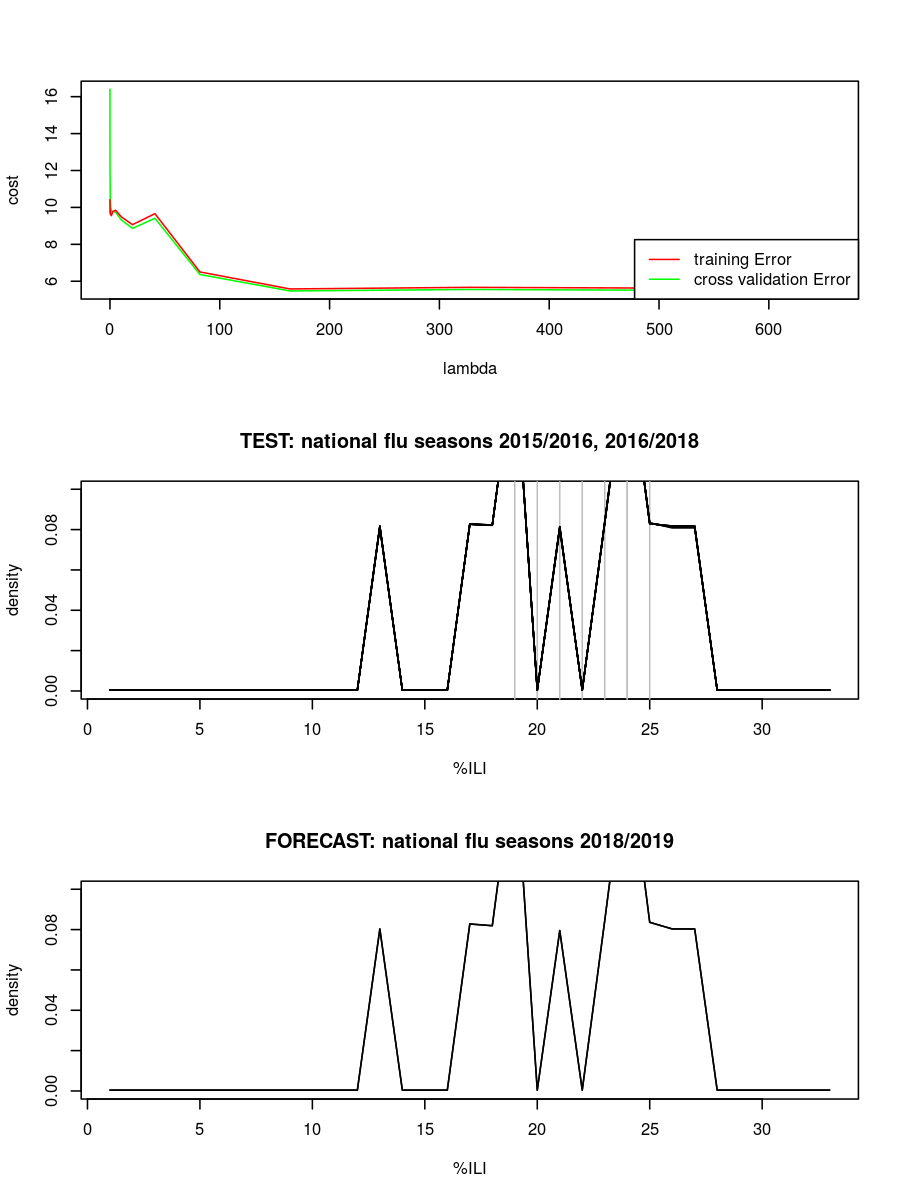 16
14
12
10
8
6
cost
training Error
cross validation Error
0 100 200 300 400 500 600
lambda
TEST: national flu seasons 2015/2016, 2016/2018
0.08
0.04
0.00
density
0 5 10 15 20 25 30
%ILI
FORECAST: national flu seasons 2018/2019
0.08
0.04
0.00
density
0 5 10 15 20 25 30
%ILI